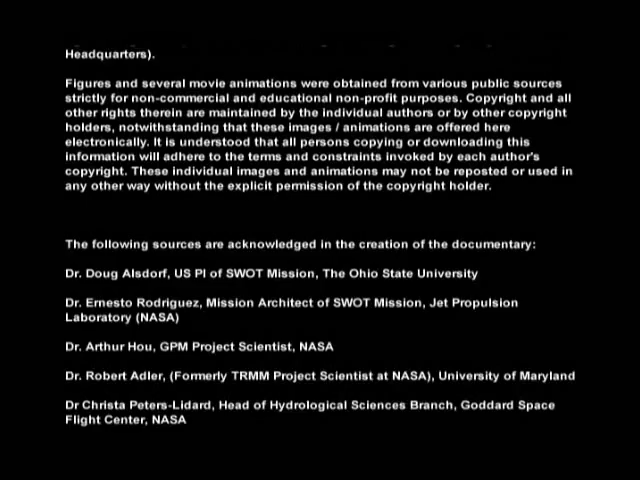 Headquarters).
Figures and several movie animations were obtained from various public sources
strictly for non-commercial and educational non-profit purposes. Copyright and all
other rights therein are maintained by the individual authors or by other copyright
holders, notwithstanding that these images / animations are offered here
electronically. It is understood that all persons copying or downloading this
information will adhere to the terms and constraints invoked by each author's
copyright. These individual images and animations may not be reposted or used in
any other way without the explicit permission of the copyright holder.
The following sources are acknowledged in the creation of the documentary:
Dr. Doug Alsdorf, US PI of SWOT Mission, The Ohio State University
Dr. Ernesto Rodriguez, Mission Architect of SWOT Mission, Jet Propulsion
Laboratory (NASA)
Dr. Arthur Hou, GPM Project Scientist, NASA
Dr. Robert Adler, (Formerly TRMM Project Scientist at NASA), University of Maryland
Dr Christa Peters-Lidard, Head of Hydrological Sciences Branch, Goddard Space
Flight Center, NASA